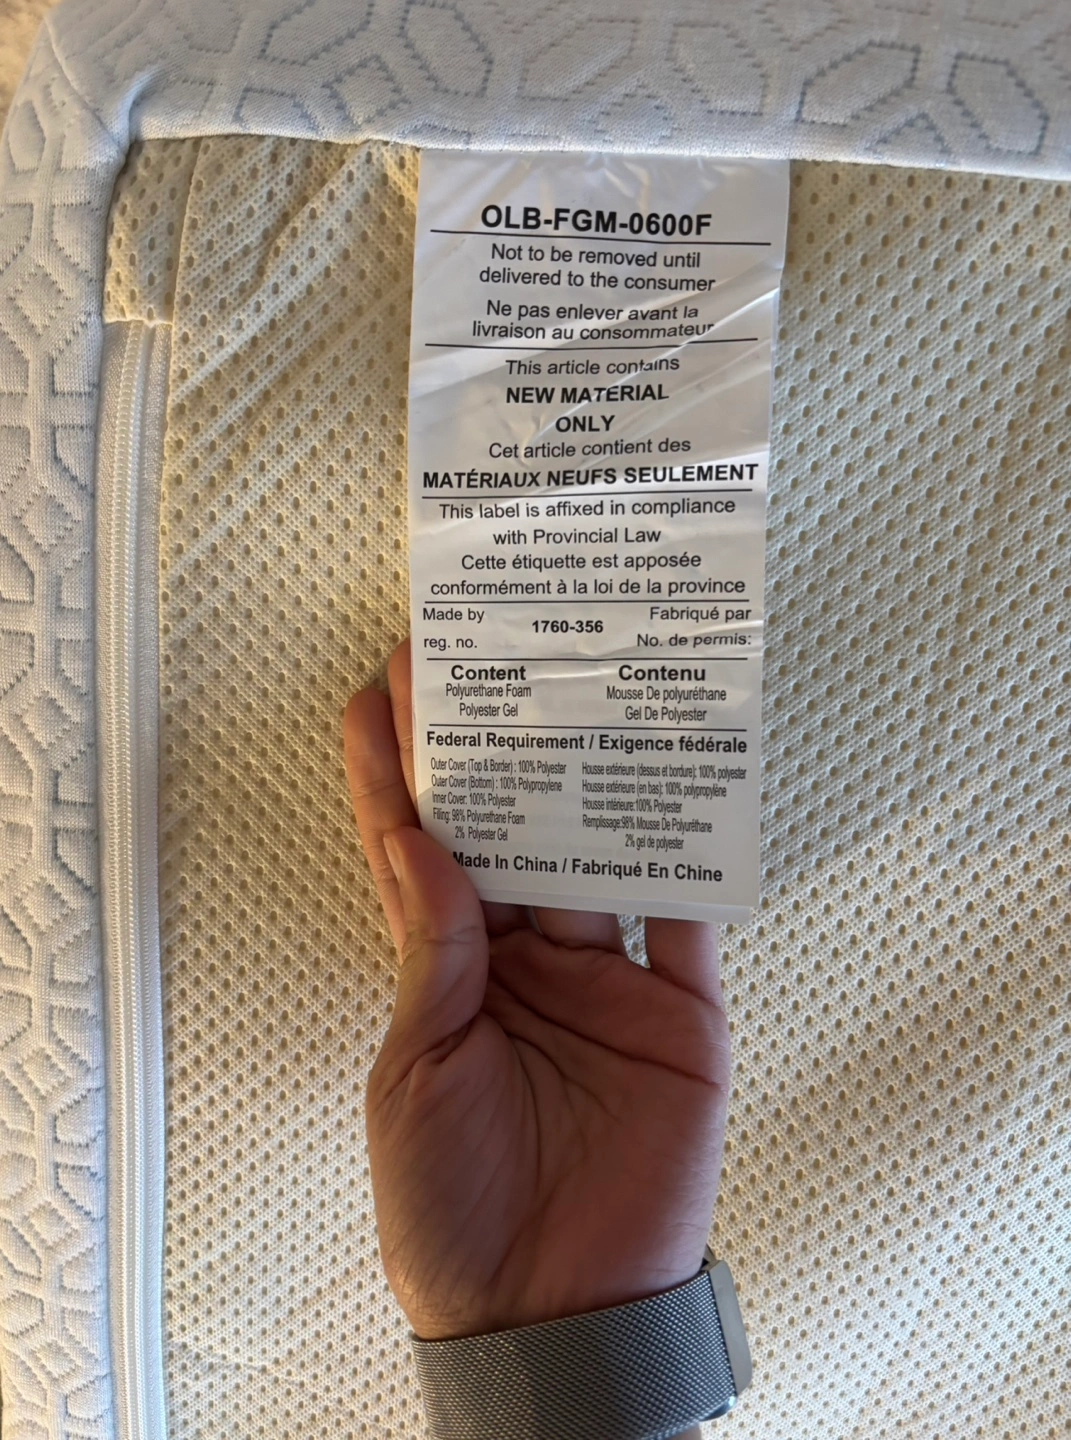 OLB-FGM-0600F
Not to be removed until
delivered to the consumer
Ne pas enlever avant la
livraison au consommateur
This article contains
NEW MATERIAL
ONLY
Cet article contient des
MATÉRIAUX NEUFS SEULEMENT
This label is affixed in compliance
with Provincial Law
Cette étiquette est apposée
conformément à la loi de la province
Made by
reg. no.
1760-356
Fabriqué par
No. de permis:
Content
Polyurethane Foam
Polyester Gel
Contenu
Mousse De polyuréthane
Gel De Polyester
Federal Requirement / Exigence fédérale
Outer Cover (Top & Border) : 100% Polyester
Outer Cover (Bottom) : 100% Polypropylene
Inner Cover: 100% Polyester
Filling: 98% Polyurethane Foam
2% Polyester Gel
Housse extérieure (dessus et bordure): 100% polyester
Housse extérieure (en bas): 100% polypropylène
Housse intérieure:100% Polyester
Remplissage:98% Mousse De Polyuréthane
2% gel de polyester
Made In China / Fabriqué En Chine